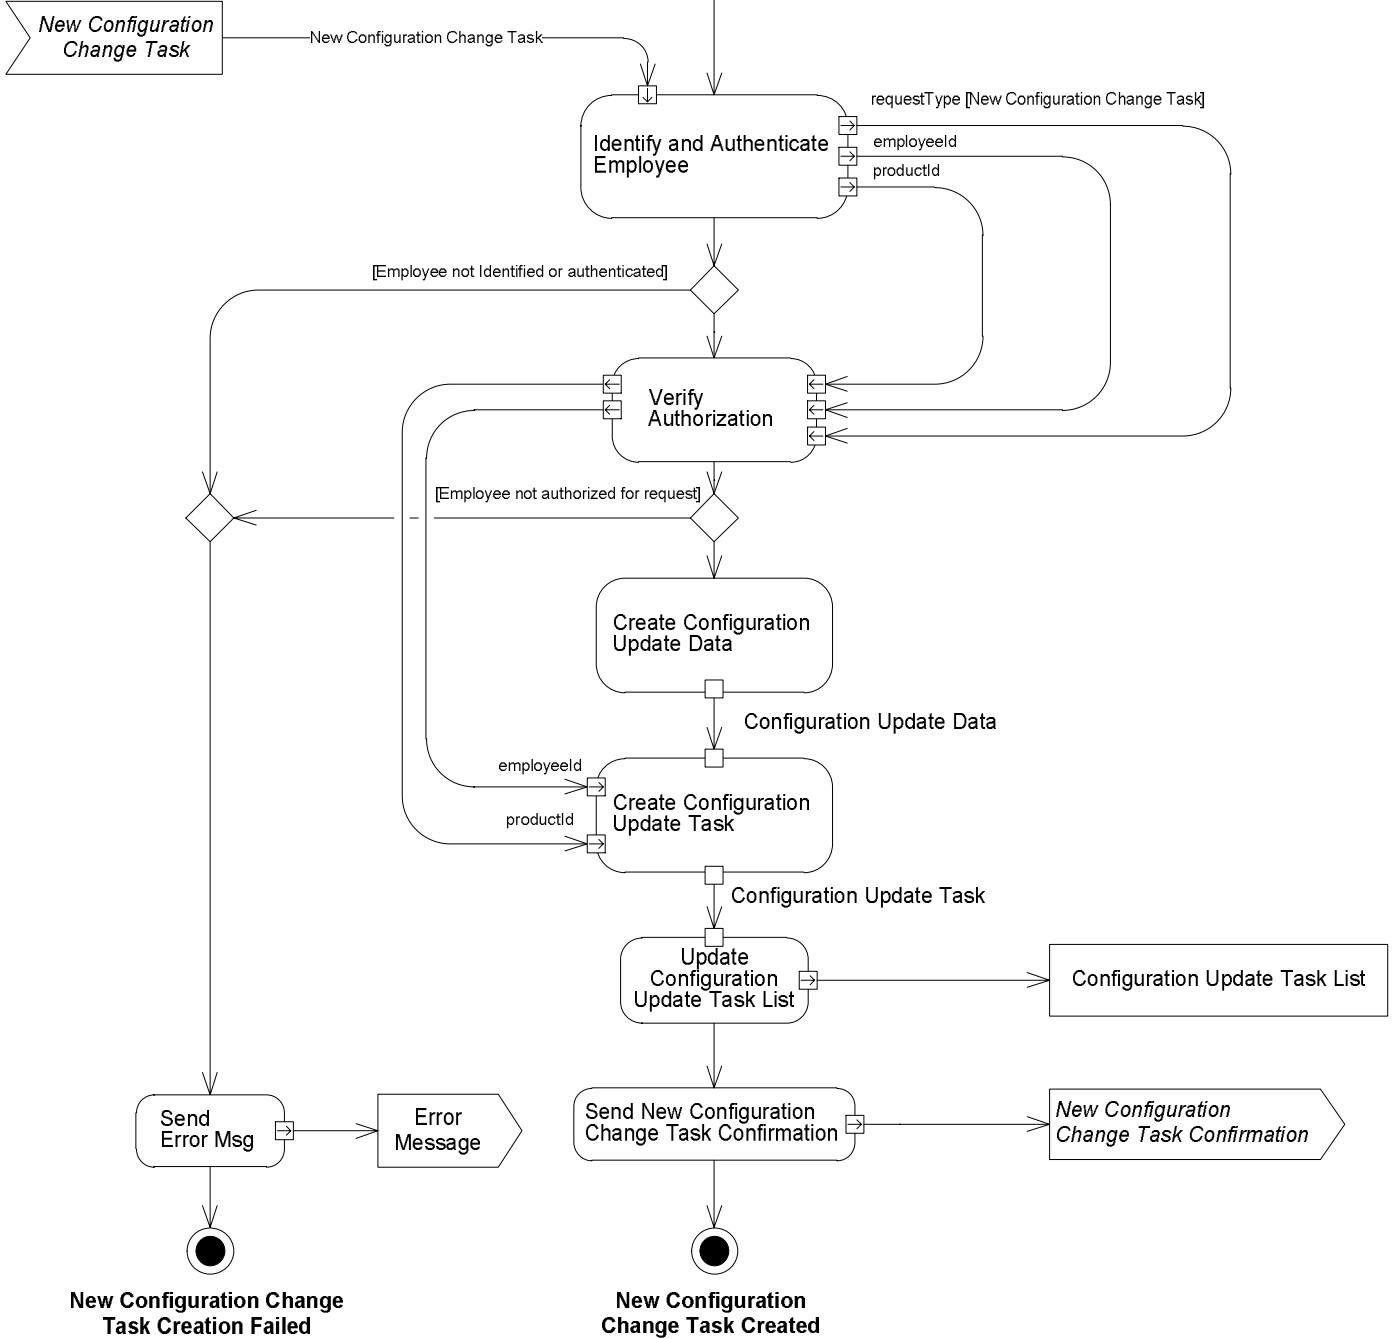 New Configuration
Change Task
New Configuration Change Task
requestType [New Configuration Change Task]
Identify and Authenticate
Employee
employeeId
productId
[Employee not Identified or authenticated]
Verify
Authorization
[Employee not authorized for request]
Create Configuration
Update Data
Configuration Update Data
employeeId
Create Configuration
Update Task
productId
Configuration Update Task
Update
Configuration
Update Task List
Configuration Update Task List
Send
Error Msg
Error
Message
Send New Configuration
Change Task Confirmation
New Configuration
Change Task Confirmation
New Configuration Change
Task Creation Failed
New Configuration
Change Task Created